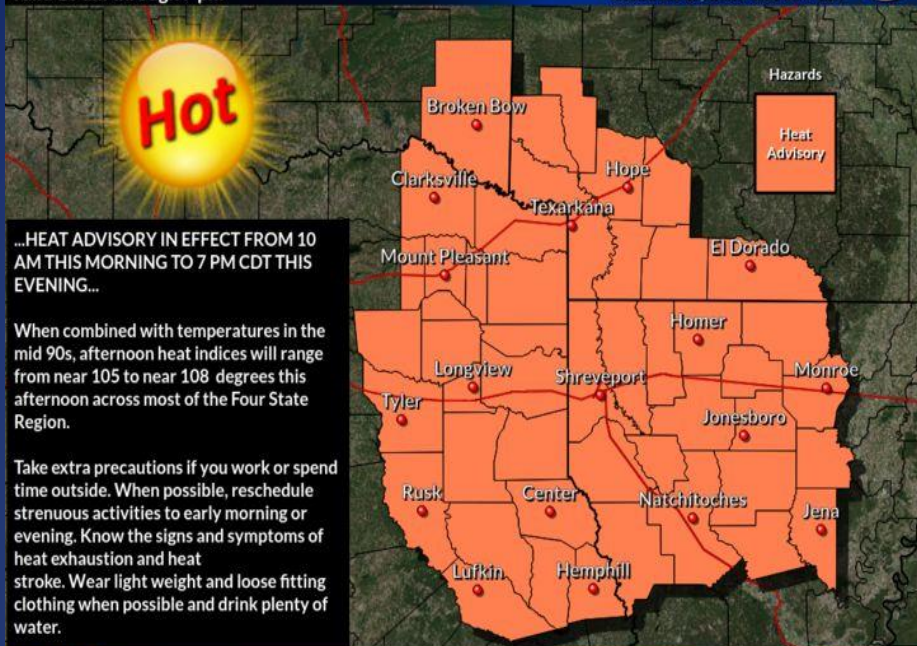 Hot
Hazards
Heat
Advisory
Broken Bow
Clarksville
Hope
Texarkana
Mount Pleasant
El Dorado
Homer
Longview
Shreveport
Monroe
Tyler
Jonesboro
Rusk
Center
Natchitoches
Jena
Lufkin
Hemphill
...HEAT ADVISORY IN EFFECT FROM 10
AM THIS MORNING TO 7 PM CDT THIS
EVENING...
When combined with temperatures in the
mid 90s, afternoon heat indices will range
from near 105 to near 108 degrees this
afternoon across most of the Four State
Region.
Take extra precautions if you work or spend
time outside. When possible, reschedule
strenuous activities to early morning or
evening. Know the signs and symptoms of
heat exhaustion and heat
stroke. Wear light weight and loose fitting
clothing when possible and drink plenty of
water.